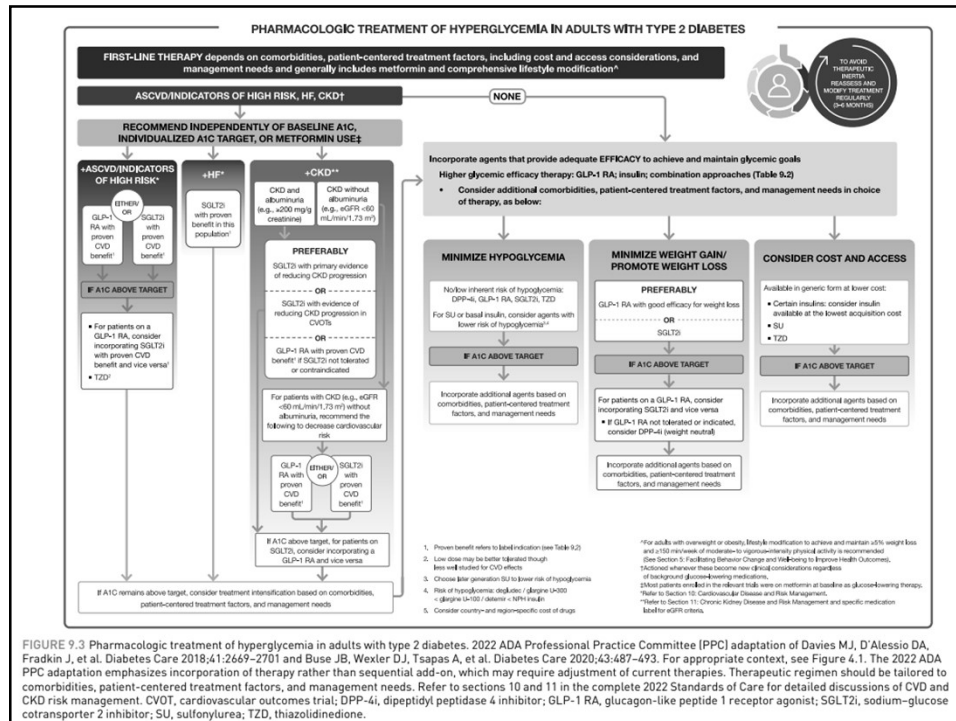 PHARMACOLOGIC TREATMENT OF HYPERGLYCEMIA IN ADULTS WITH TYPE 2 DIABETES
FIRST-LINE THERAPY depends on comorbidities, patient-centered treatment factors, including cost and access considerations, and
management needs and generally includes metformin and comprehensive lifestyle modification^
TO AVOID
THERAPEUTIC
INERTIA
REASSESS AND
MODIFY TREATMENT
REGULARLY
(3–6 MONTHS)
ASCVD/INDICATORS OF HIGH RISK, HF, CKD†
NONE
RECOMMEND INDEPENDENTLY OF BASELINE A1C,
INDIVIDUALIZED A1C TARGET, OR METFORMIN USE‡
+ASCVD/INDICATORS
OF HIGH RISK*
EITHER/
OR
GLP-1
RA with
proven
CVD
benefit¹
SGLT2i
with
proven
CVD
benefit¹
IF A1C ABOVE TARGET
▪ For patients on a
GLP-1 RA, consider
incorporating SGLT2i
with proven CVD
benefit and vice versa¹
▪ TZD²
+HF*
SGLT2i
with proven
benefit in this
population¹
+CKD**
CKD and
albuminuria
(e.g., ≥200 mg/g
creatinine)
CKD without
albuminuria
(e.g., eGFR <60
mL/min/1,73 m²)
PREFERABLY
SGLT2i with primary evidence
of reducing CKD progression
OR
SGLT2i with evidence of
reducing CKD progression in
CVOTs
OR
GLP-1 RA with proven CVD
benefit¹ if SGLT2i not tolerated
or contraindicated
For patients with CKD (e.g., eGFR
<60 mL/min/1,73 m²) without
albuminuria, recommend the
following to decrease cardiovascular
risk
GLP-1
RA with
proven
CVD
benefit¹
EITHER/
OR
SGLT2i
with
proven
CVD
benefit¹
If A1C above target, for patients on
SGLT2i, consider incorporating a
GLP-1 RA and vice versa
If A1C remains above target, consider treatment intensification based on comorbidities,
patient-centered treatment factors, and management needs
Incorporate agents that provide adequate EFFICACY to achieve and maintain glycemic goals
Higher glycemic efficacy therapy: GLP-1 RA; insulin; combination approaches (Table 9.2)
• Consider additional comorbidities, patient-centered treatment factors, and management needs in choice
of therapy, as below:
MINIMIZE HYPOGLYCEMIA
No/low inherent risk of hypoglycemia:
DPP-4i, GLP-1 RA, SGLT2i, TZD
For SU or basal insulin, consider agents with
lower risk of hypoglycemia³,⁴
IF A1C ABOVE TARGET
Incorporate additional agents based on
comorbidities, patient-centered treatment
factors, and management needs
MINIMIZE WEIGHT GAIN/
PROMOTE WEIGHT LOSS
PREFERABLY
GLP-1 RA with good efficacy for weight loss
OR
SGLT2i
IF A1C ABOVE TARGET
For patients on a GLP-1 RA, consider
incorporating SGLT2i and vice versa
▪ If GLP-1 RA not tolerated or indicated,
consider DPP-4i (weight neutral)
Incorporate additional agents based on
comorbidities, patient-centered treatment
factors, and management needs
CONSIDER COST AND ACCESS
Available in generic form at lower cost:
▪ Certain insulins: consider insulin
available at the lowest acquisition cost
▪ SU
▪ TZD
IF A1C ABOVE TARGET
Incorporate additional agents based on
comorbidities, patient-centered treatment
factors, and management needs
1, Proven benefit refers to label indication (see Table 9.2)
2, Low dose may be better tolerated though
less well studied for CVD effects
3, Choose later generation SU to lower risk of hypoglycemia
4, Risk of hypoglycemia: degludec / glargine U-300
< glargine U-100 / detemir < NPH insulin
5, Consider country- and region-specific cost of drugs
^For adults with overweight or obesity, lifestyle modification to achieve and maintain ≥5% weight loss
and ≥150 min/week of moderate- to vigorous-intensity physical activity is recommended
(See Section 5: Facilitating Behavior Change and Well-being to Improve Health Outcomes),
†Actioned whenever these become new clinical considerations regardless
of background glucose-lowering medications,
‡Most patients enrolled in the relevant trials were on metformin at baseline as glucose-lowering therapy.
*Refer to Section 10: Cardiovascular Disease and Risk Management.
**Refer to Section 11: Chronic Kidney Disease and Risk Management and specific medication
label for eGFR criteria.
FIGURE 9.3 Pharmacologic treatment of hyperglycemia in adults with type 2 diabetes. 2022 ADA Professional Practice Committee (PPC) adaptation of Davies MJ, D'Alessio DA,
Fradkin J, et al. Diabetes Care 2018;41:2669–2701 and Buse JB, Wexler DJ, Tsapas A, et al. Diabetes Care 2020;43:487–493. For appropriate context, see Figure 4.1. The 2022 ADA
PPC adaptation emphasizes incorporation of therapy rather than sequential add-on, which may require adjustment of current therapies. Therapeutic regimen should be tailored to
comorbidities, patient-centered treatment factors, and management needs. Refer to sections 10 and 11 in the complete 2022 Standards of Care for detailed discussions of CVD and
CKD risk management. CVOT, cardiovascular outcomes trial; DPP-4i, dipeptidyl peptidase 4 inhibitor; GLP-1 RA, glucagon-like peptide 1 receptor agonist; SGLT2i, sodium–glucose
cotransporter 2 inhibitor; SU, sulfonylurea; TZD, thiazolidinedione.